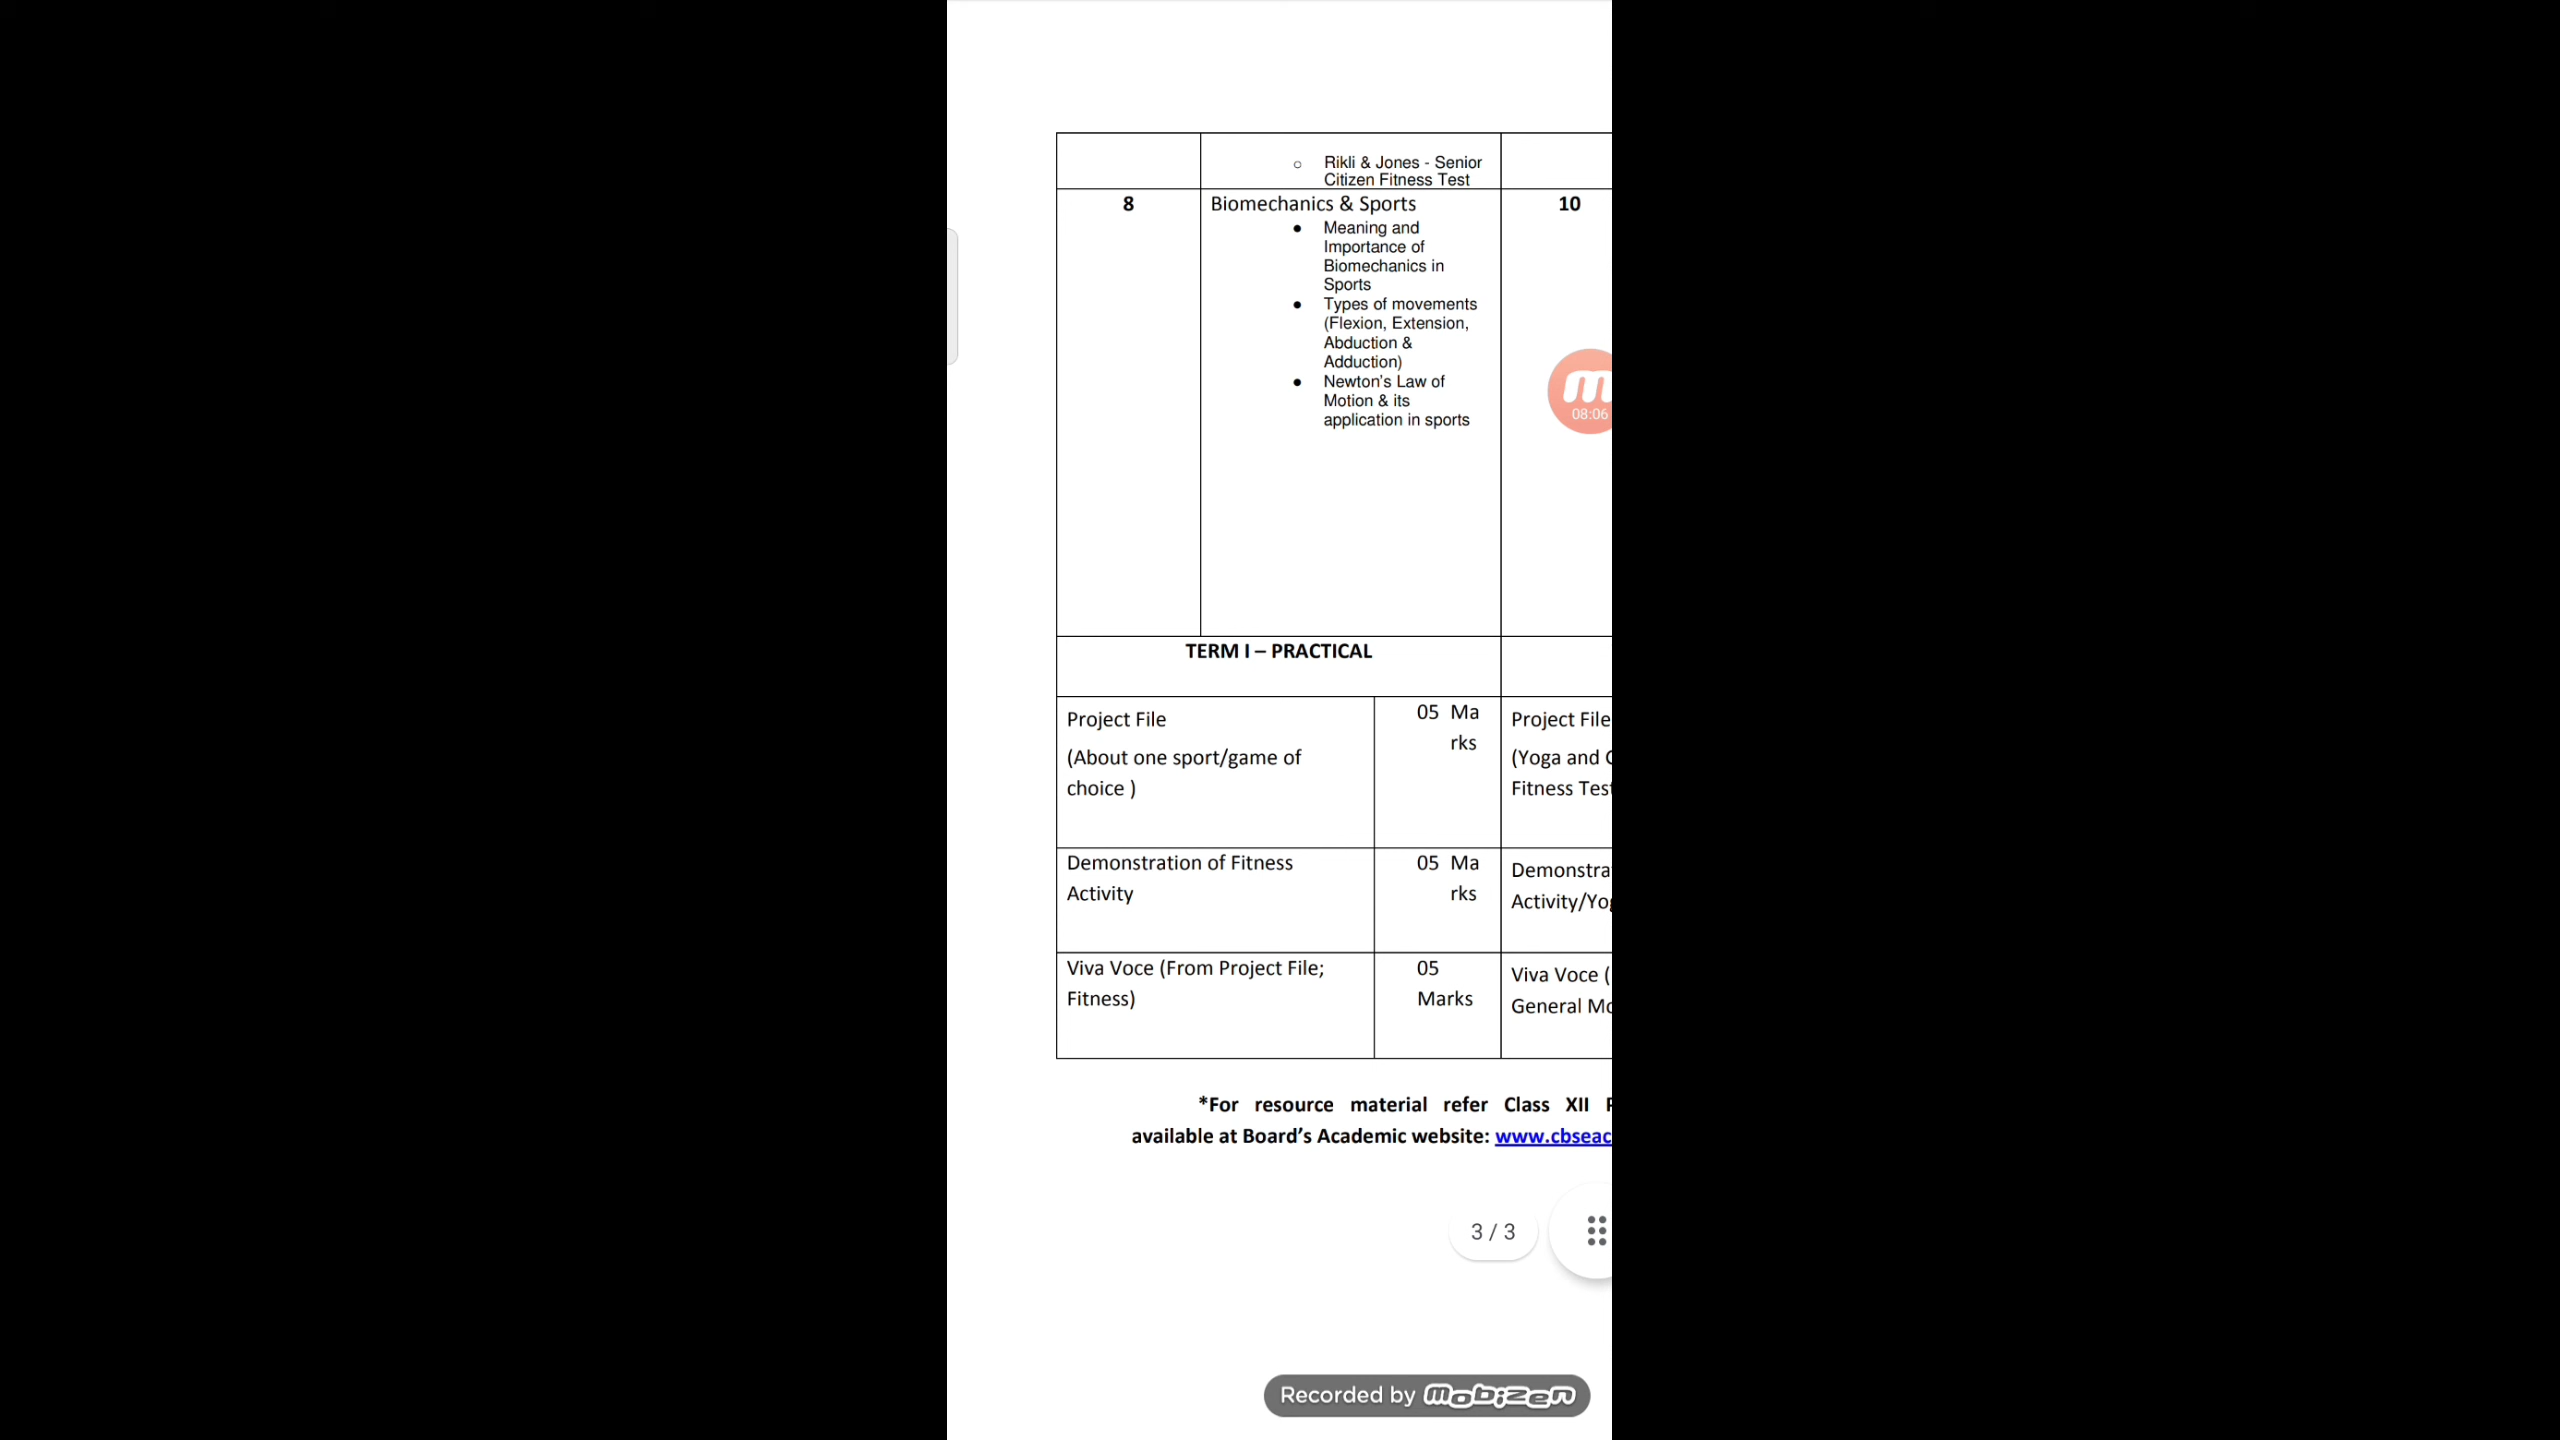 ○ Rikli & Jones - Senior
Citizen Fitness Test
8
Biomechanics & Sports
10
● Meaning and
Importance of
Biomechanics in
Sports
● Types of movements
(Flexion, Extension,
Abduction &
Adduction)
● Newton's Law of
Motion & its
application in sports
08:06
TERM I – PRACTICAL
Project File
(About one sport/game of
choice )
05 Ma
rks
Project File
(Yoga and
Fitness
Demonstration of Fitness
Activity
05 Ma
rks
Viva Voce (From Project File;
Fitness)
05
Marks
Viva Voce (
General
*For resource material refer Class XII
available at Board's Academic website: www.cbseac
3 / 3
Recorded by mobizen